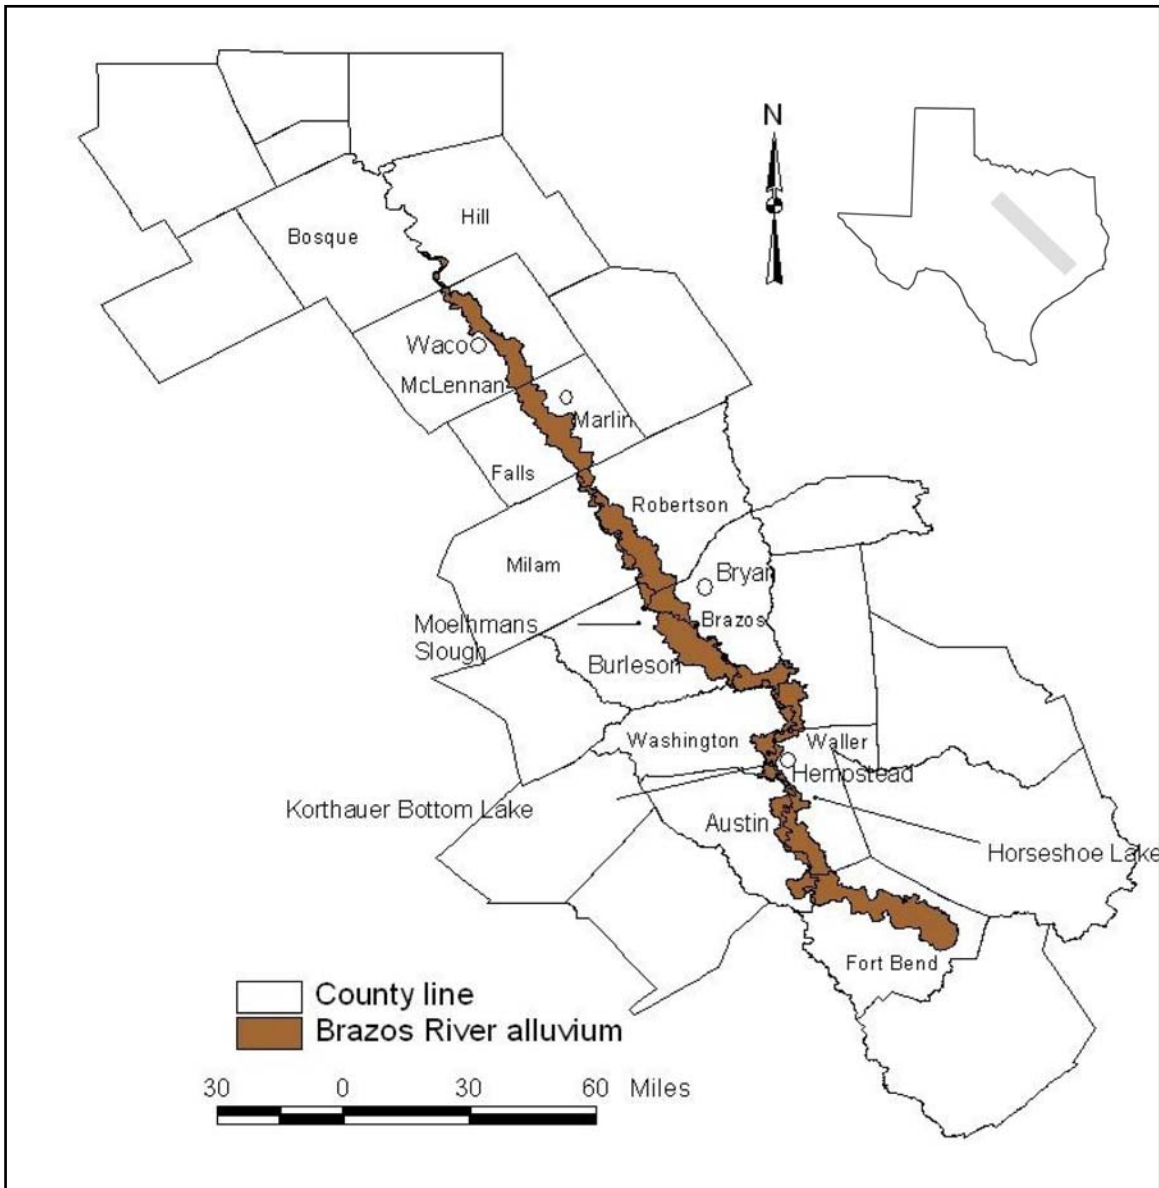 N
Hill
Bosque
Waco
McLennan
Marlin
Falls
Robertson
Milam
Bryan
Brazos
Moelhmans
Slough
Burleson
Washington
Waller
Hempstead
Korthauer Bottom Lake
Austin
Horseshoe Lake
Fort Bend
County line
Brazos River alluvium
30 0 30 60 Miles